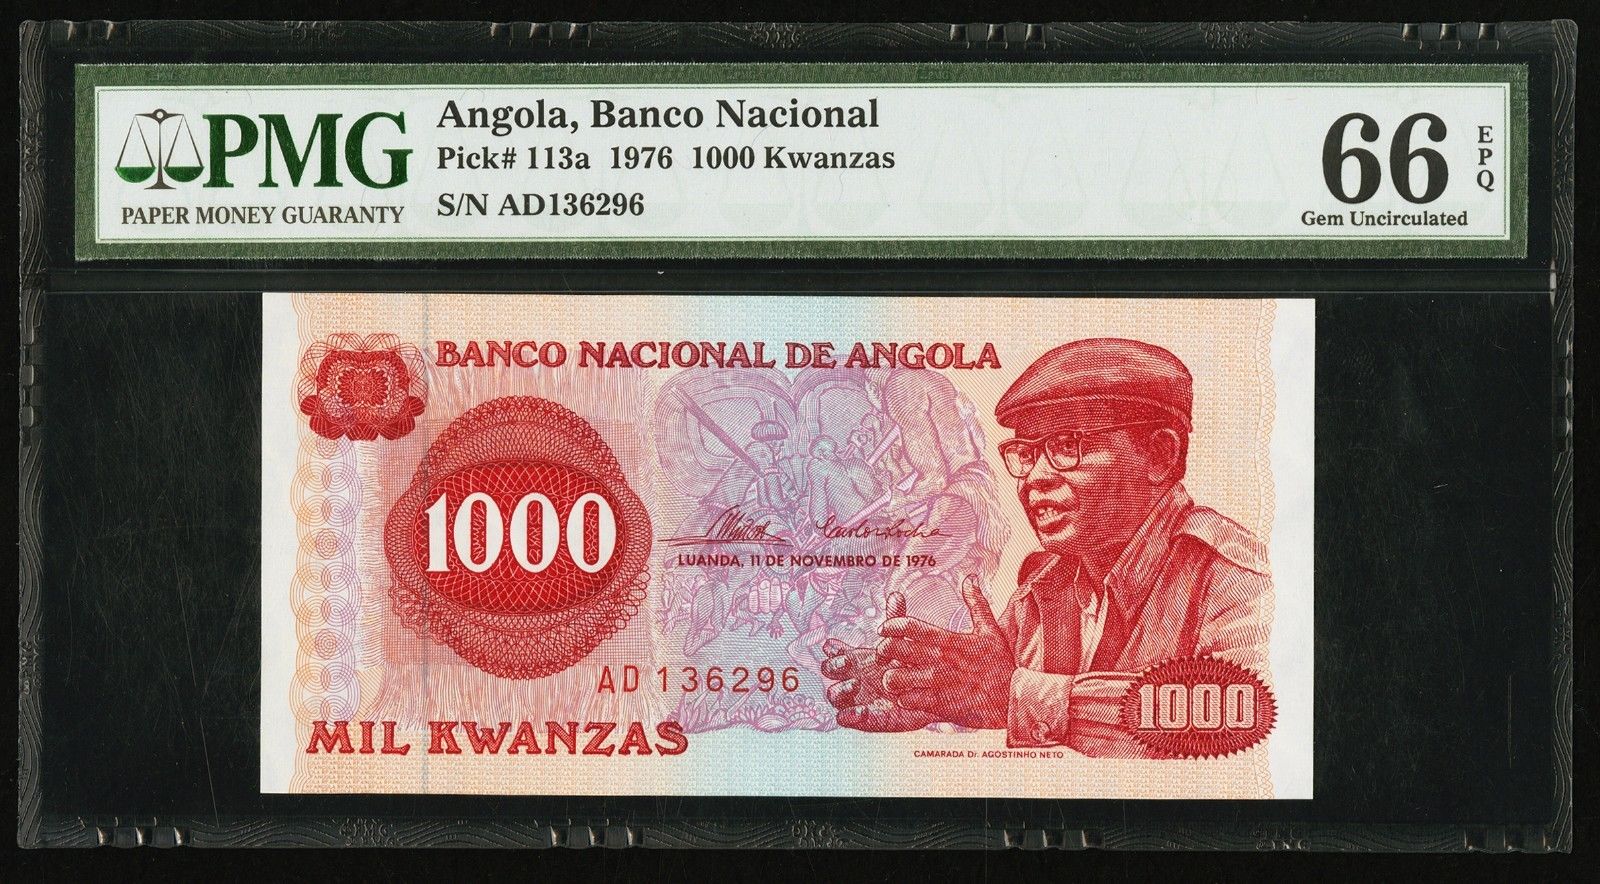 PMG
PAPER MONEY GUARANTY
Angola, Banco Nacional
Pick# 113a 1976 1000 Kwanzas
S/N AD136296
66
EPQ
Gem Uncirculated
BANCO NACIONAL DE ANGOLA
1000
LUANDA, 11 DE NOVEMBRO DE 1976
AD 136296
MIL KWANZAS
1000
CAMARADA Dr. AGOSTINHO NETO